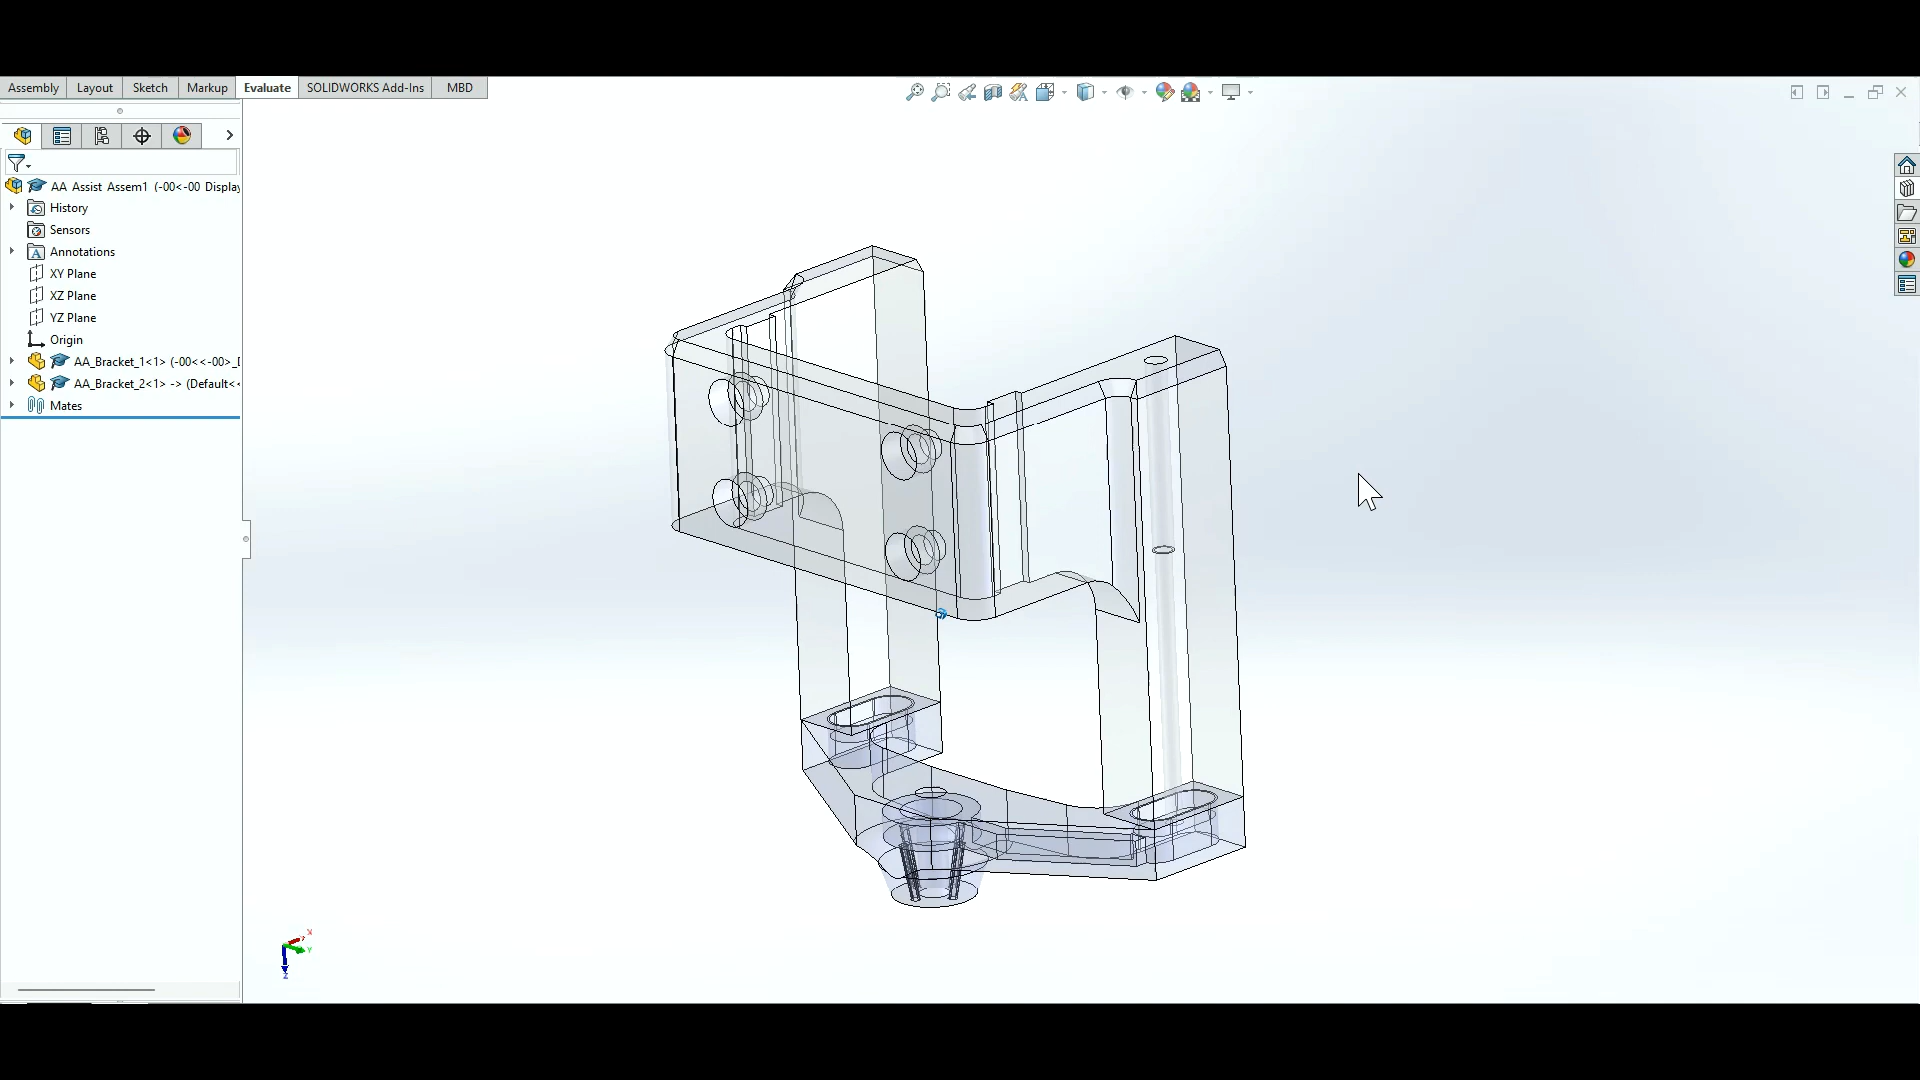 Assembly Layout Sketch Markup Evaluate SOLIDWORKS Add-Ins MBD
AA Assist Assem1 (-00<-00 Display
History
Sensors
Annotations
XY Plane
XZ Plane
YZ Plane
Origin
AA_Bracket_1<1> (-00<<-00>_D
AA_Bracket_2<1> -> (Default<<
Mates
X
Y
Z